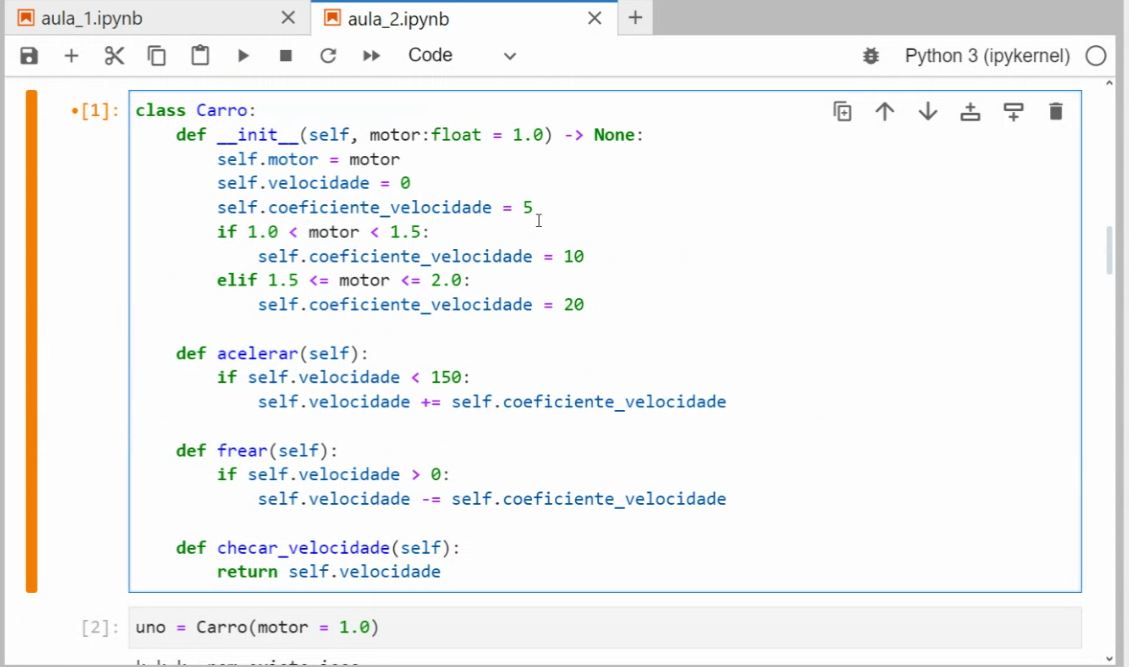 aula_1.ipynb
aula_2.ipynb
Code
Python 3 (ipykernel)
[1]:
class Carro:
    def __init__(self, motor:float = 1.0) -> None:
        self.motor = motor
        self.velocidade = 0
        self.coeficiente_velocidade = 5
        if 1.0 < motor < 1.5:
            self.coeficiente_velocidade = 10
        elif 1.5 <= motor <= 2.0:
            self.coeficiente_velocidade = 20
    def acelerar(self):
        if self.velocidade < 150:
            self.velocidade += self.coeficiente_velocidade
    def frear(self):
        if self.velocidade > 0:
            self.velocidade -= self.coeficiente_velocidade
    def checar_velocidade(self):
        return self.velocidade
[2]:
uno = Carro(motor = 1.0)